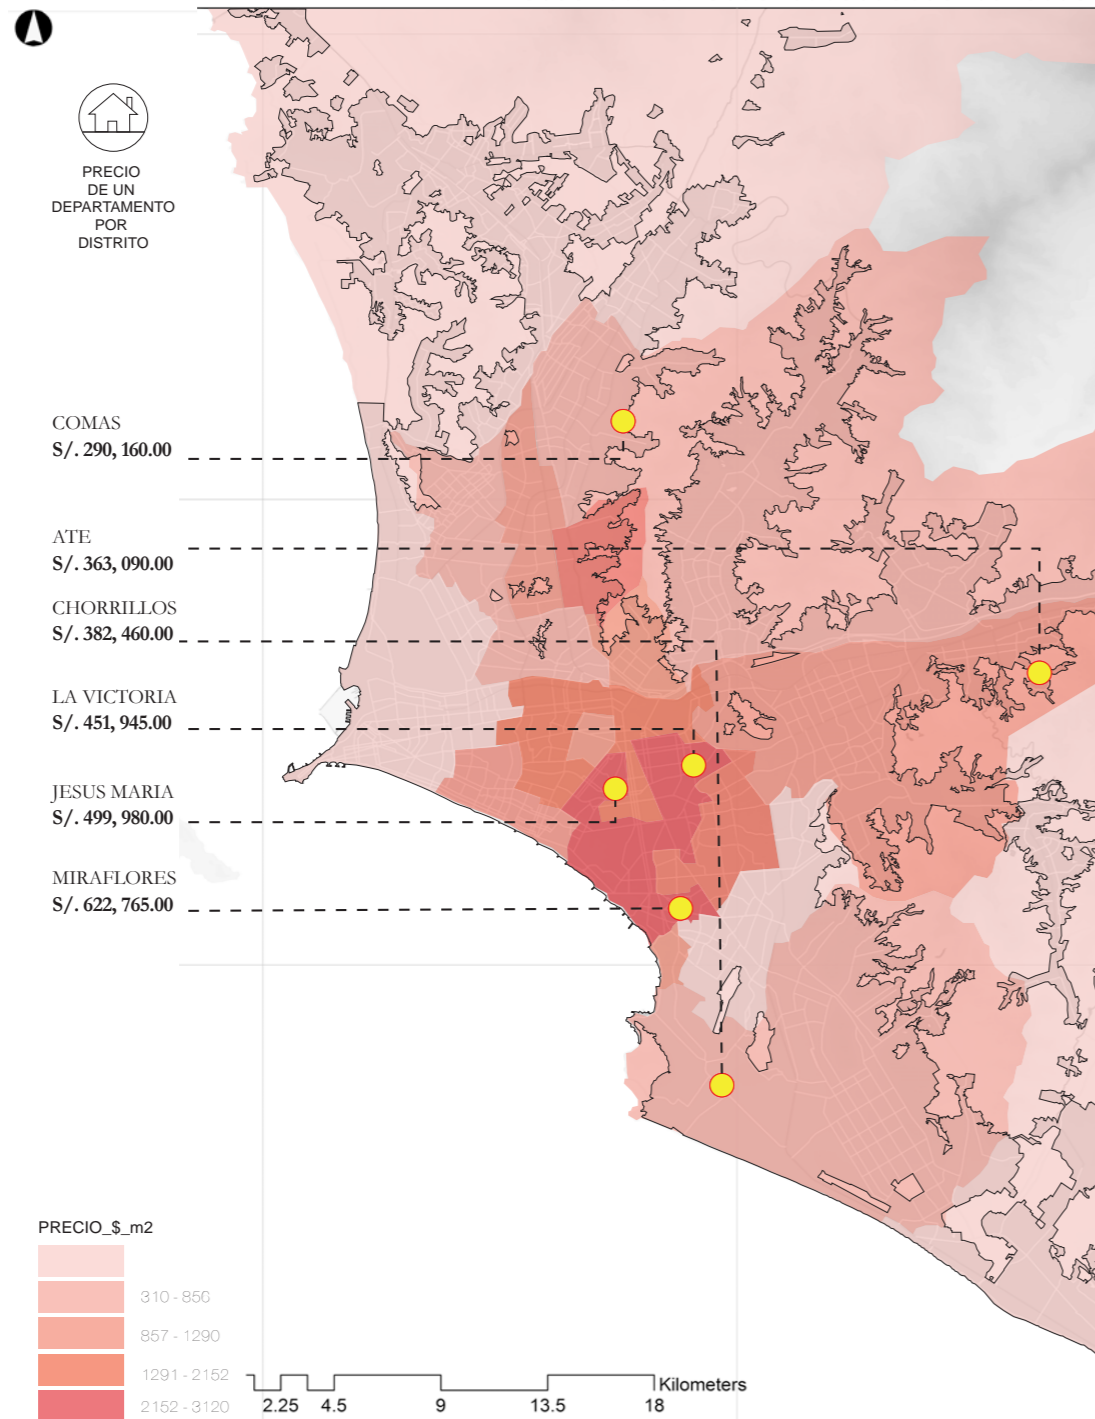 PRECIO
DE UN
DEPARTAMENTO
POR
DISTRITO
COMAS
S/. 290, 160.00
ATE
S/. 363, 090.00
CHORRILLOS
S/. 382, 460.00
LA VICTORIA
S/. 451, 945.00
JESUS MARIA
S/. 499, 980.00
MIRAFLORES
S/. 622, 765.00
PRECIO_$_m2
310 - 856
857 - 1290
1291 - 2152
2152 - 3120
Kilometers
2.25 4.5 9 13.5 18